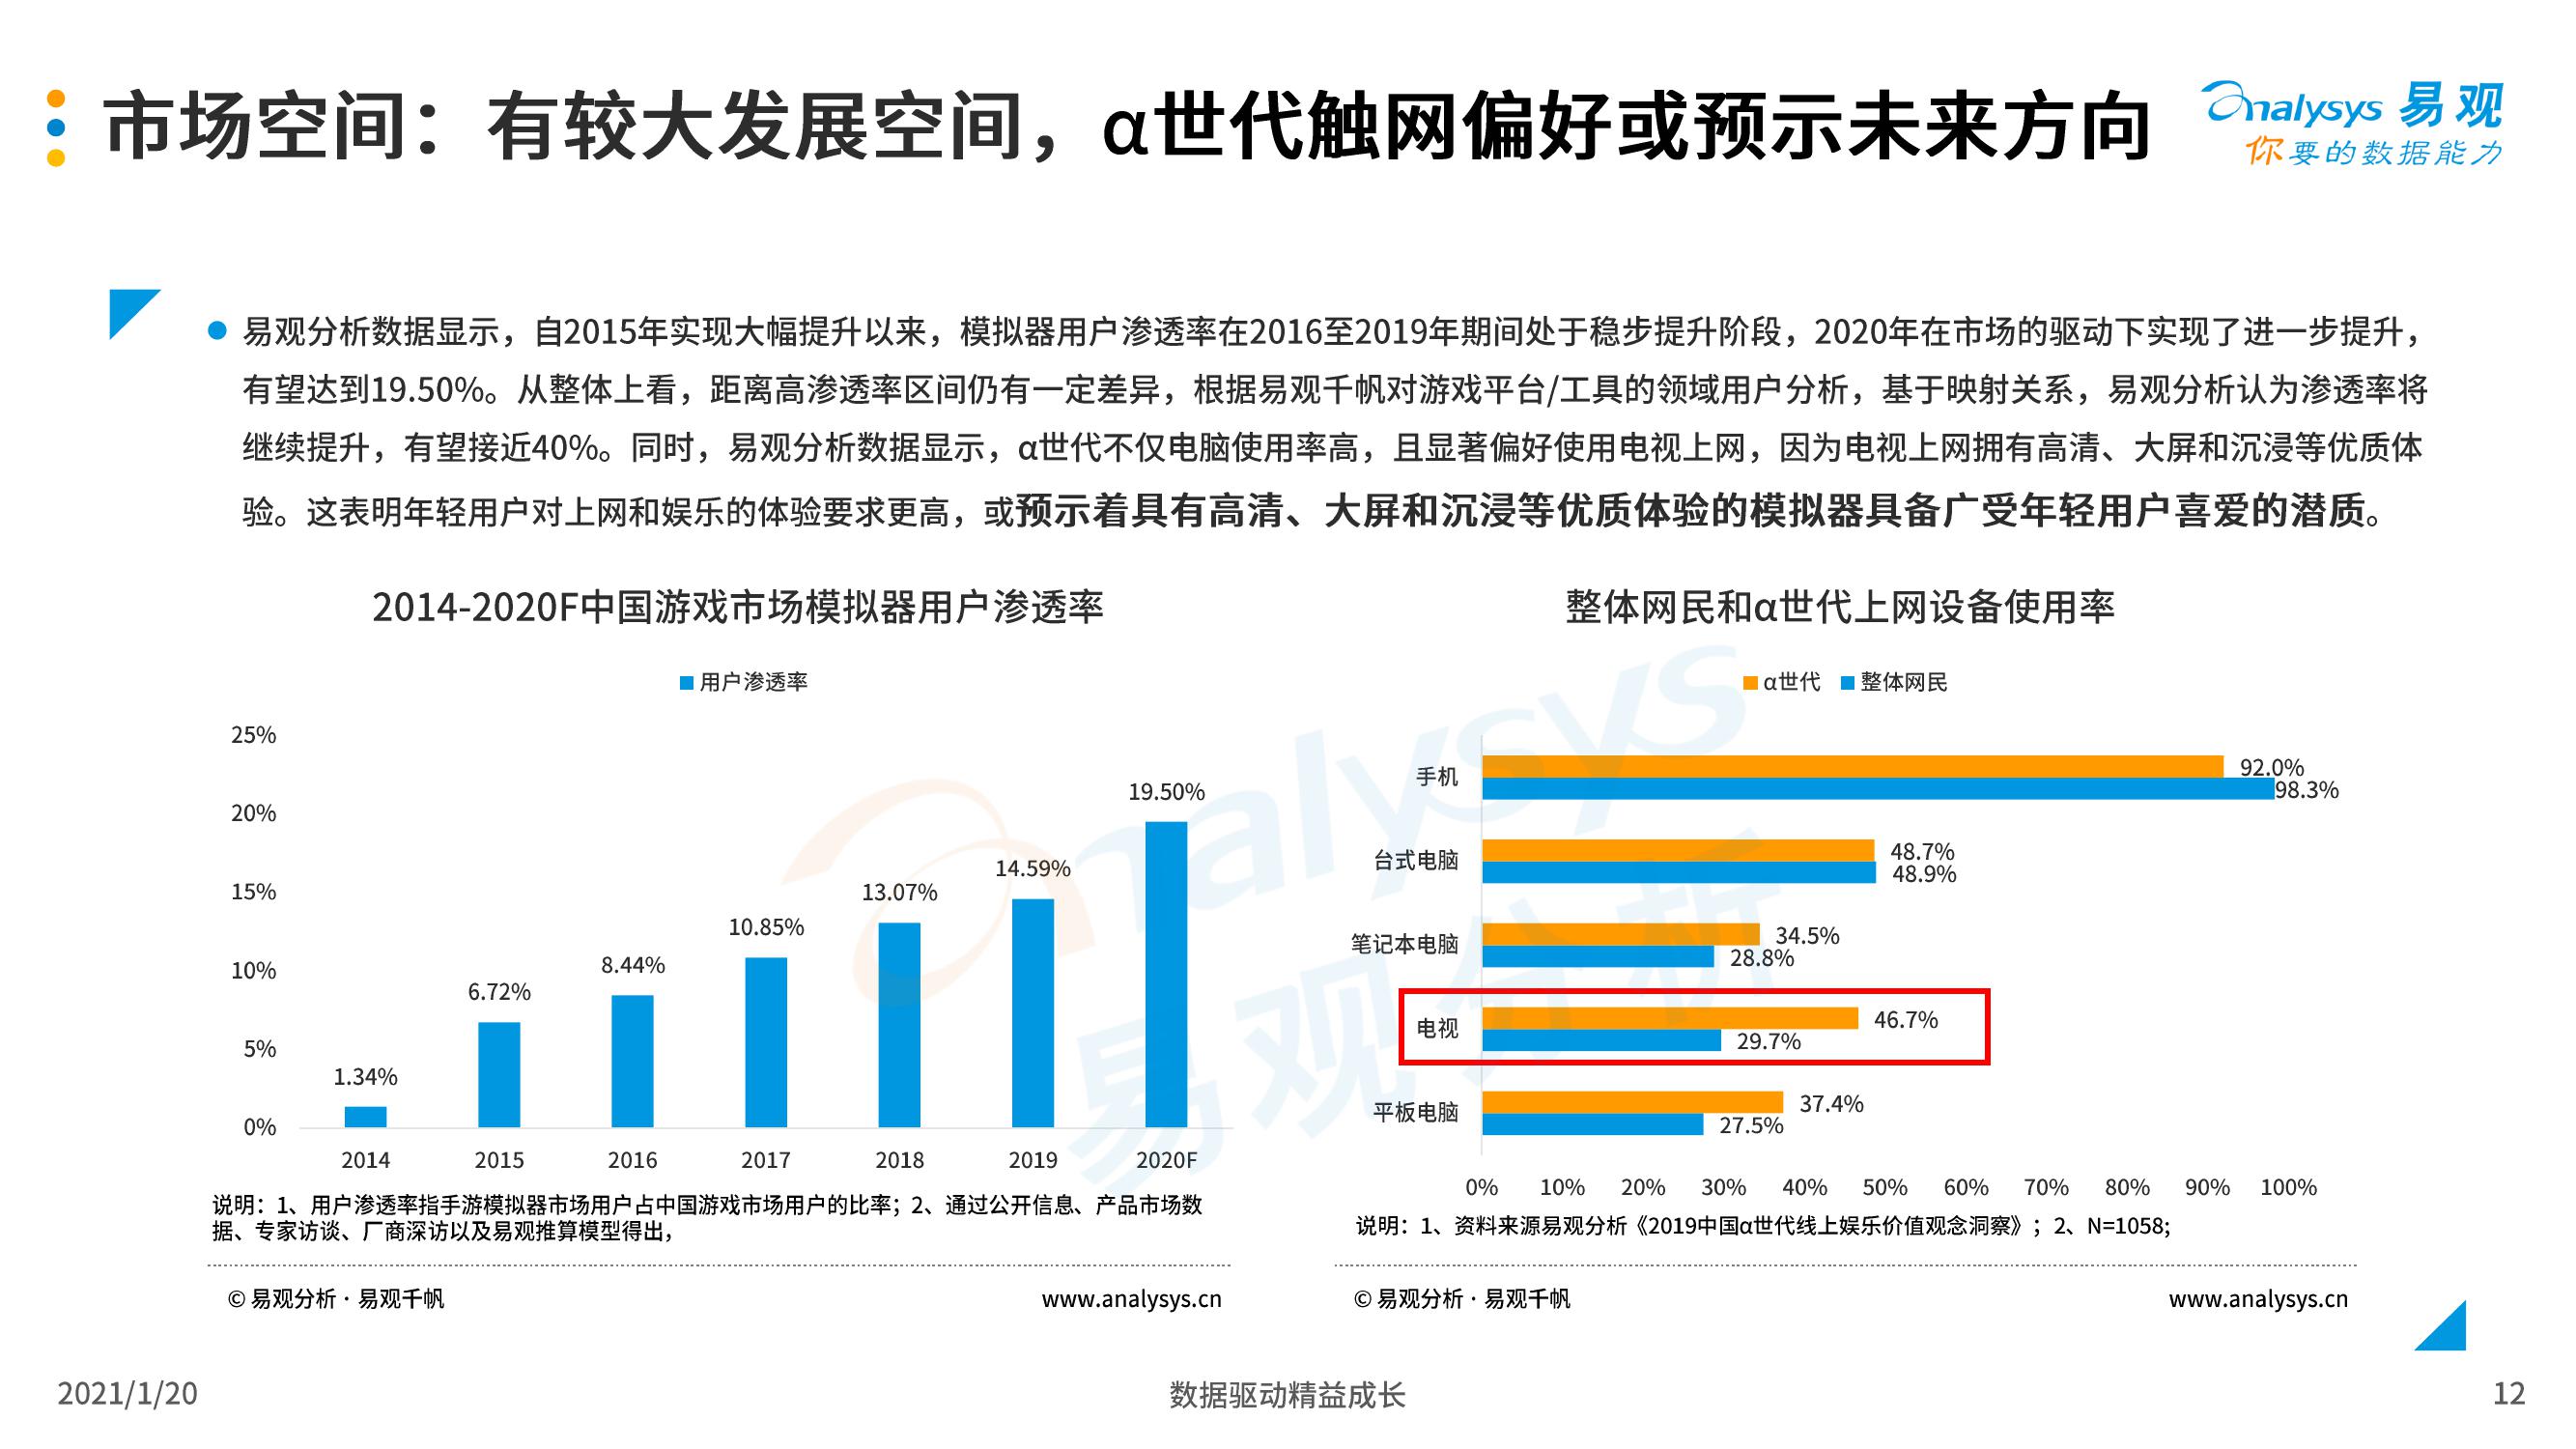 市场空间：有较大发展空间，α世代触网偏好或预示未来方向
analysys 易观
你要的数据能力
易观分析数据显示，自2015年实现大幅提升以来，模拟器用户渗透率在2016至2019年期间处于稳步提升阶段，2020年在市场的驱动下实现了进一步提升，
有望达到19.50%。从整体上看，距离高渗透率区间仍有一定差异，根据易观千帆对游戏平台/工具的领域用户分析，基于映射关系，易观分析认为渗透率将
继续提升，有望接近40%。同时，易观分析数据显示，α世代不仅电脑使用率高，且显著偏好使用电视上网，因为电视上网拥有高清、大屏和沉浸等优质体
验。这表明年轻用户对上网和娱乐的体验要求更高，或预示着具有高清、大屏和沉浸等优质体验的模拟器具备广受年轻用户喜爱的潜质。
2014-2020F中国游戏市场模拟器用户渗透率
用户渗透率
25%
20%
15%
10%
5%
0%
1.34%
6.72%
8.44%
10.85%
13.07%
14.59%
19.50%
2014
2015
2016
2017
2018
2019
2020F
说明：1、用户渗透率指手游模拟器市场用户占中国游戏市场用户的比率；2、通过公开信息、产品市场数
据、专家访谈、厂商深访以及易观推算模型得出，
© 易观分析 · 易观千帆
www.analysys.cn
整体网民和α世代上网设备使用率
α世代
整体网民
手机
92.0%
98.3%
台式电脑
48.7%
48.9%
笔记本电脑
34.5%
28.8%
电视
46.7%
29.7%
平板电脑
37.4%
27.5%
0%
10%
20%
30%
40%
50%
60%
70%
80%
90%
100%
说明：1、资料来源易观分析《2019中国α世代线上娱乐价值观念洞察》；2、N=1058;
© 易观分析 · 易观千帆
www.analysys.cn
analysys
易观分析
2021/1/20
数据驱动精益成长
12